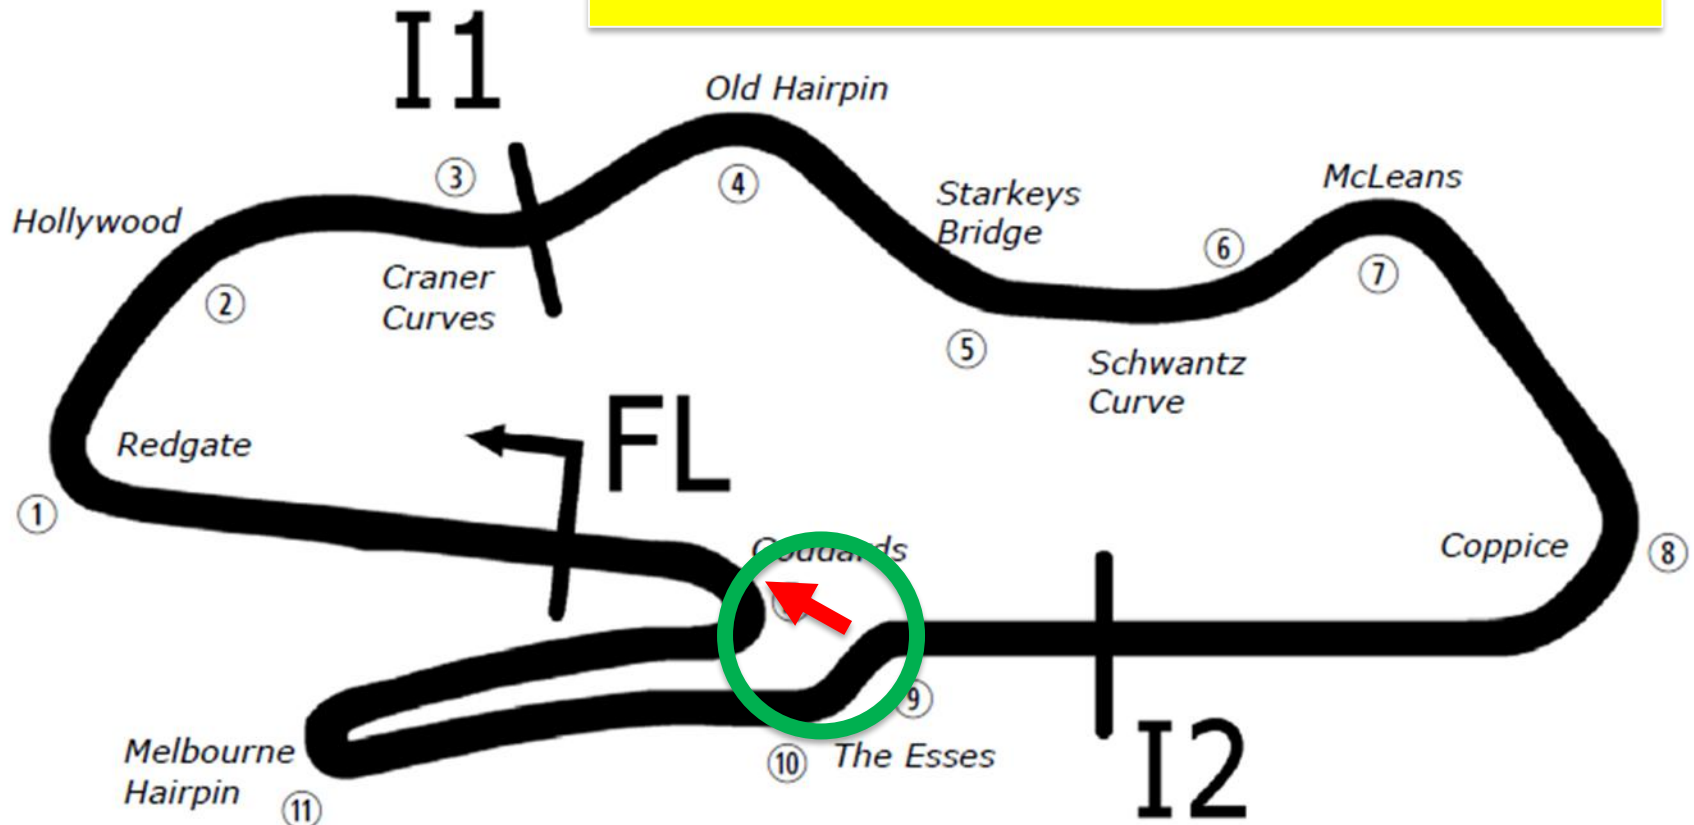 I1
Old Hairpin
③
④
McLeans
Starkeys
Bridge
Hollywood
⑥
⑦
Craner
Curves
②
⑤
Schwantz
Curve
FL
Redgate
①
Goddards
Coppice
⑧
⑨
Melbourne
Hairpin
⑩
The Esses
I2
⑪